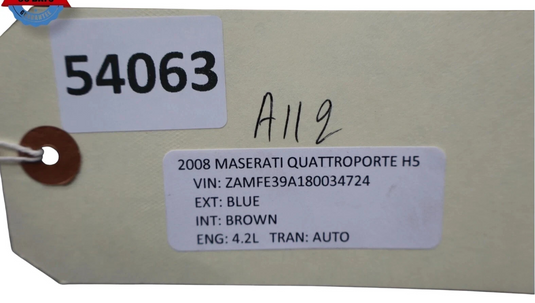 54063
A112
2008 MASERATI QUATTROPORTE H5
VIN: ZAMFE39A180034724
EXT: BLUE
INT: BROWN
ENG: 4.2L TRAN: AUTO